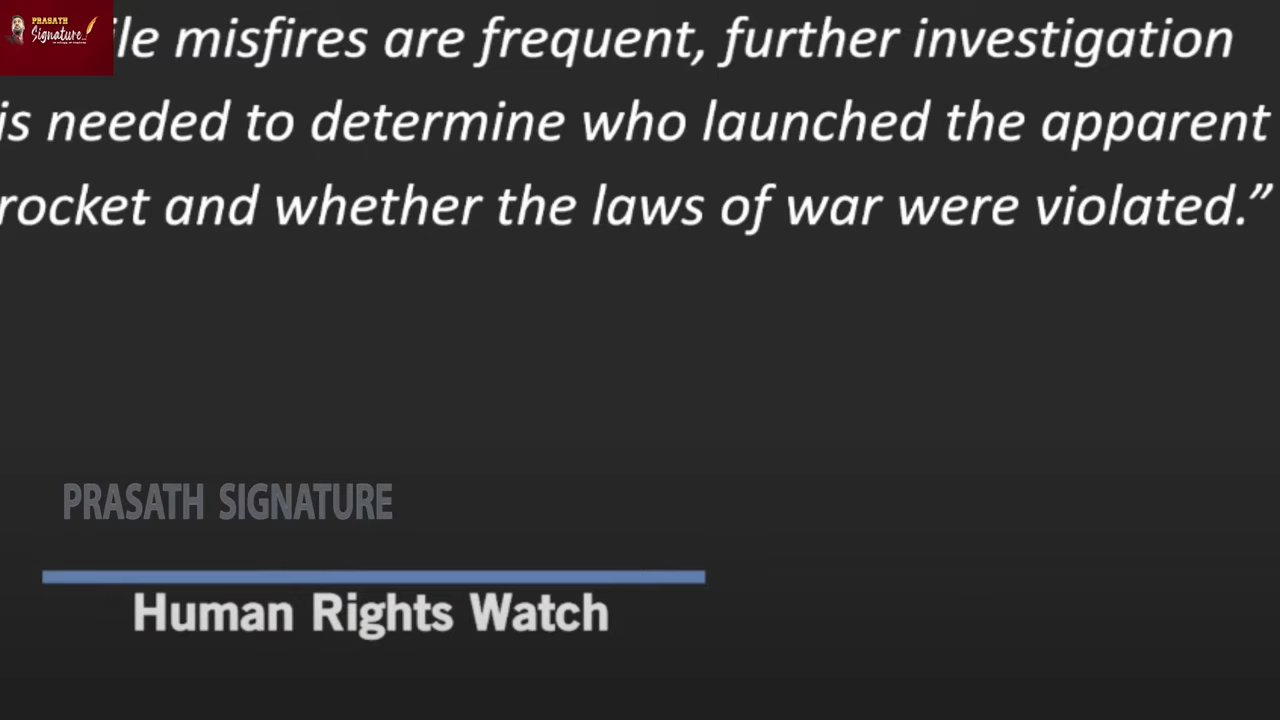 PRASATH
Signature
ile misfires are frequent, further investigation
is needed to determine who launched the apparent
rocket and whether the laws of war were violated.”
PRASATH SIGNATURE
Human Rights Watch